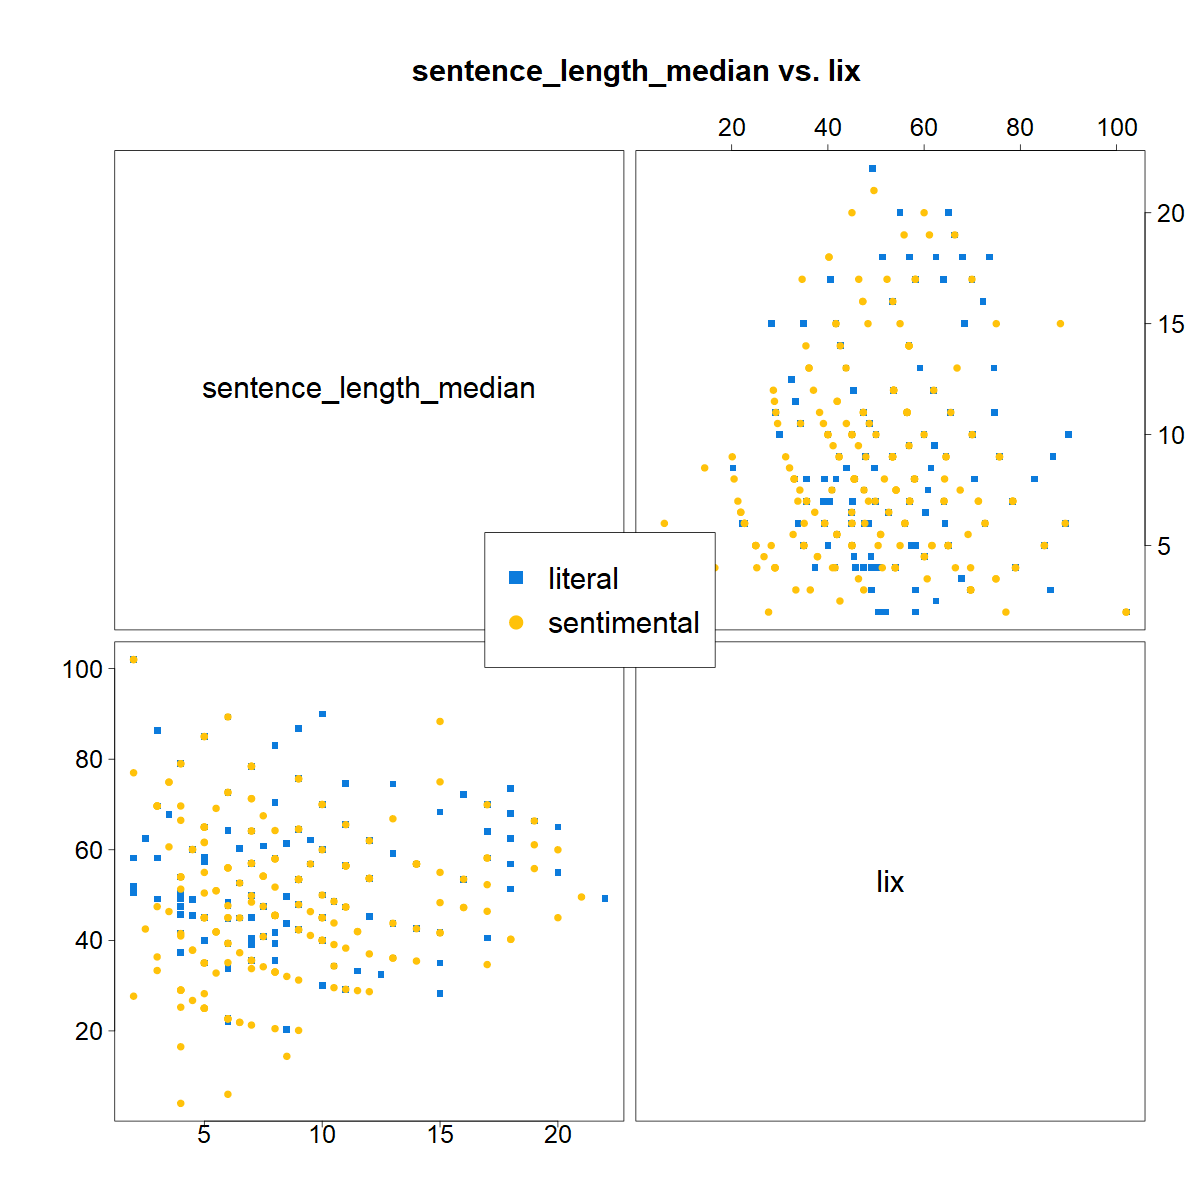 sentence_length_median vs. lix
20 40 60 80 100
sentence_length_median
20
15
10
5
literal
sentimental
100
80
60
40
20
lix
5 10 15 20